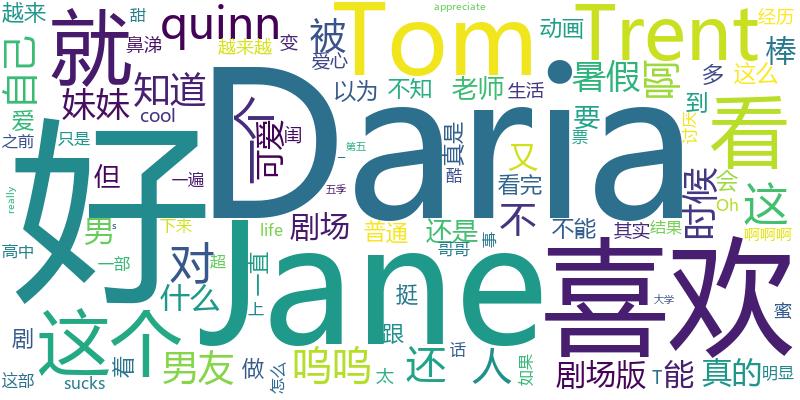 越来 甜 quinn 被 Tom appreciate Trent 经历
鼻涕 越来越 变 爱心 动画 棒
自己 就 知道 以为 不知 老师 生活 暑假 多 这么
妹妹 爱 cool 个 可爱 Daria 真是 第五 要 到 讨厌 看
之前 只是 但 一遍 闺 酷 又 票 时候
really 好 五季 看完 会 这 Oh
高中 男 s 下来 life 剧场 普通 还是 不 不能 其实 结果 啊啊啊
一部 对 超 哥哥 事
这个 什么 上 一直 Jane 挺 喜欢 大学
剧 着 男友 做 呜呜 跟 话 蜜
这部 sucks 怎么 太 还 人 如果 剧场版 T 能 真的 明显